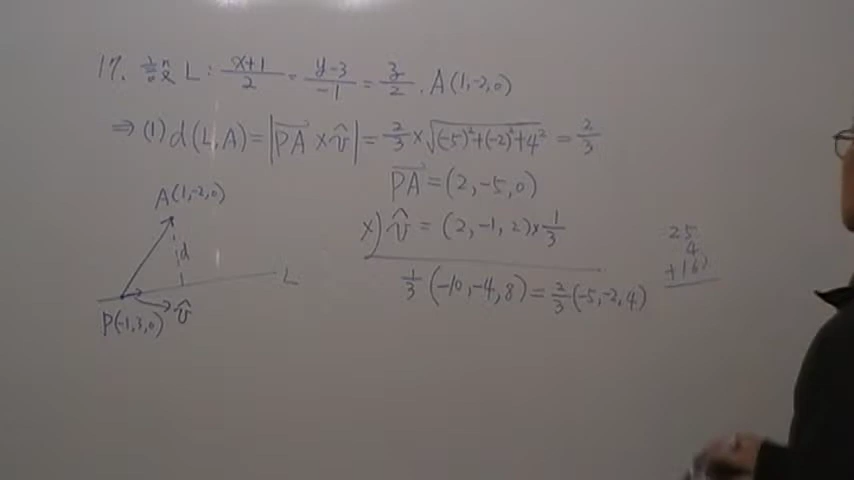 17. 設 L : (x+1)/2 = (y-3)/-1 = z/2 . A(1,-2,0)
⇒ (1) d(L,A) = |PA⃗ × v̂| = 2/3 × √((-5)²+(-2)²+4²) = 2/3
PA⃗ = (2,-5,0)
×) v̂ = (2,-1,2)×1/3
1/3 (-10,-4,8) = 2/3 (-5,-2,4)
A(1,-2,0)
d
L
P(-1,3,0)
v̂
25
4
+16